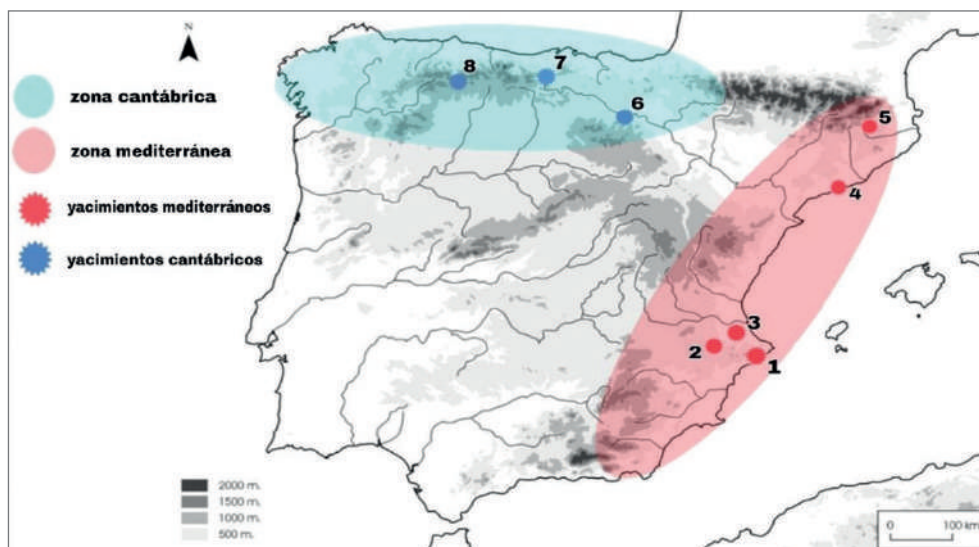 N
zona cantábrica
zona mediterránea
yacimientos mediterráneos
yacimientos cantábricos
8
7
6
5
4
3
2
1
2000 m.
1500 m.
1000 m.
500 m.
0 100 km